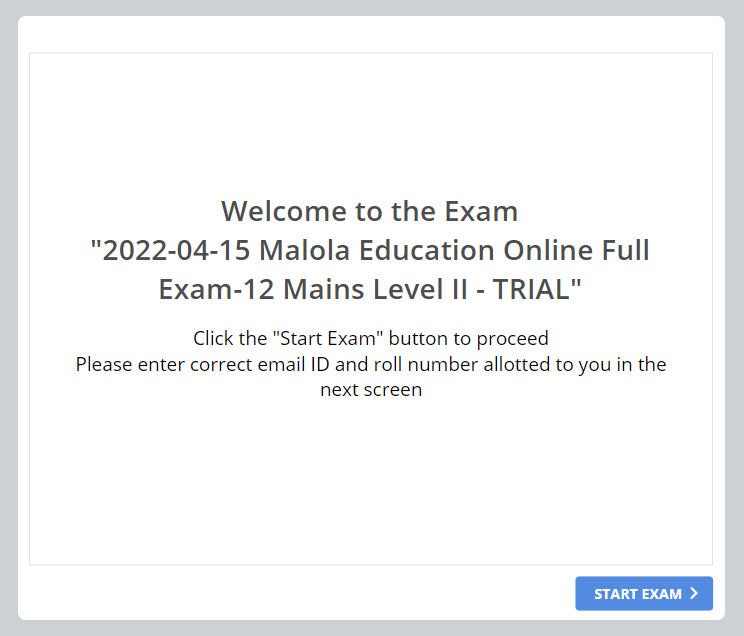 Welcome to the Exam
"2022-04-15 Malola Education Online Full
Exam-12 Mains Level II - TRIAL"
Click the "Start Exam" button to proceed
Please enter correct email ID and roll number allotted to you in the
next screen
START EXAM